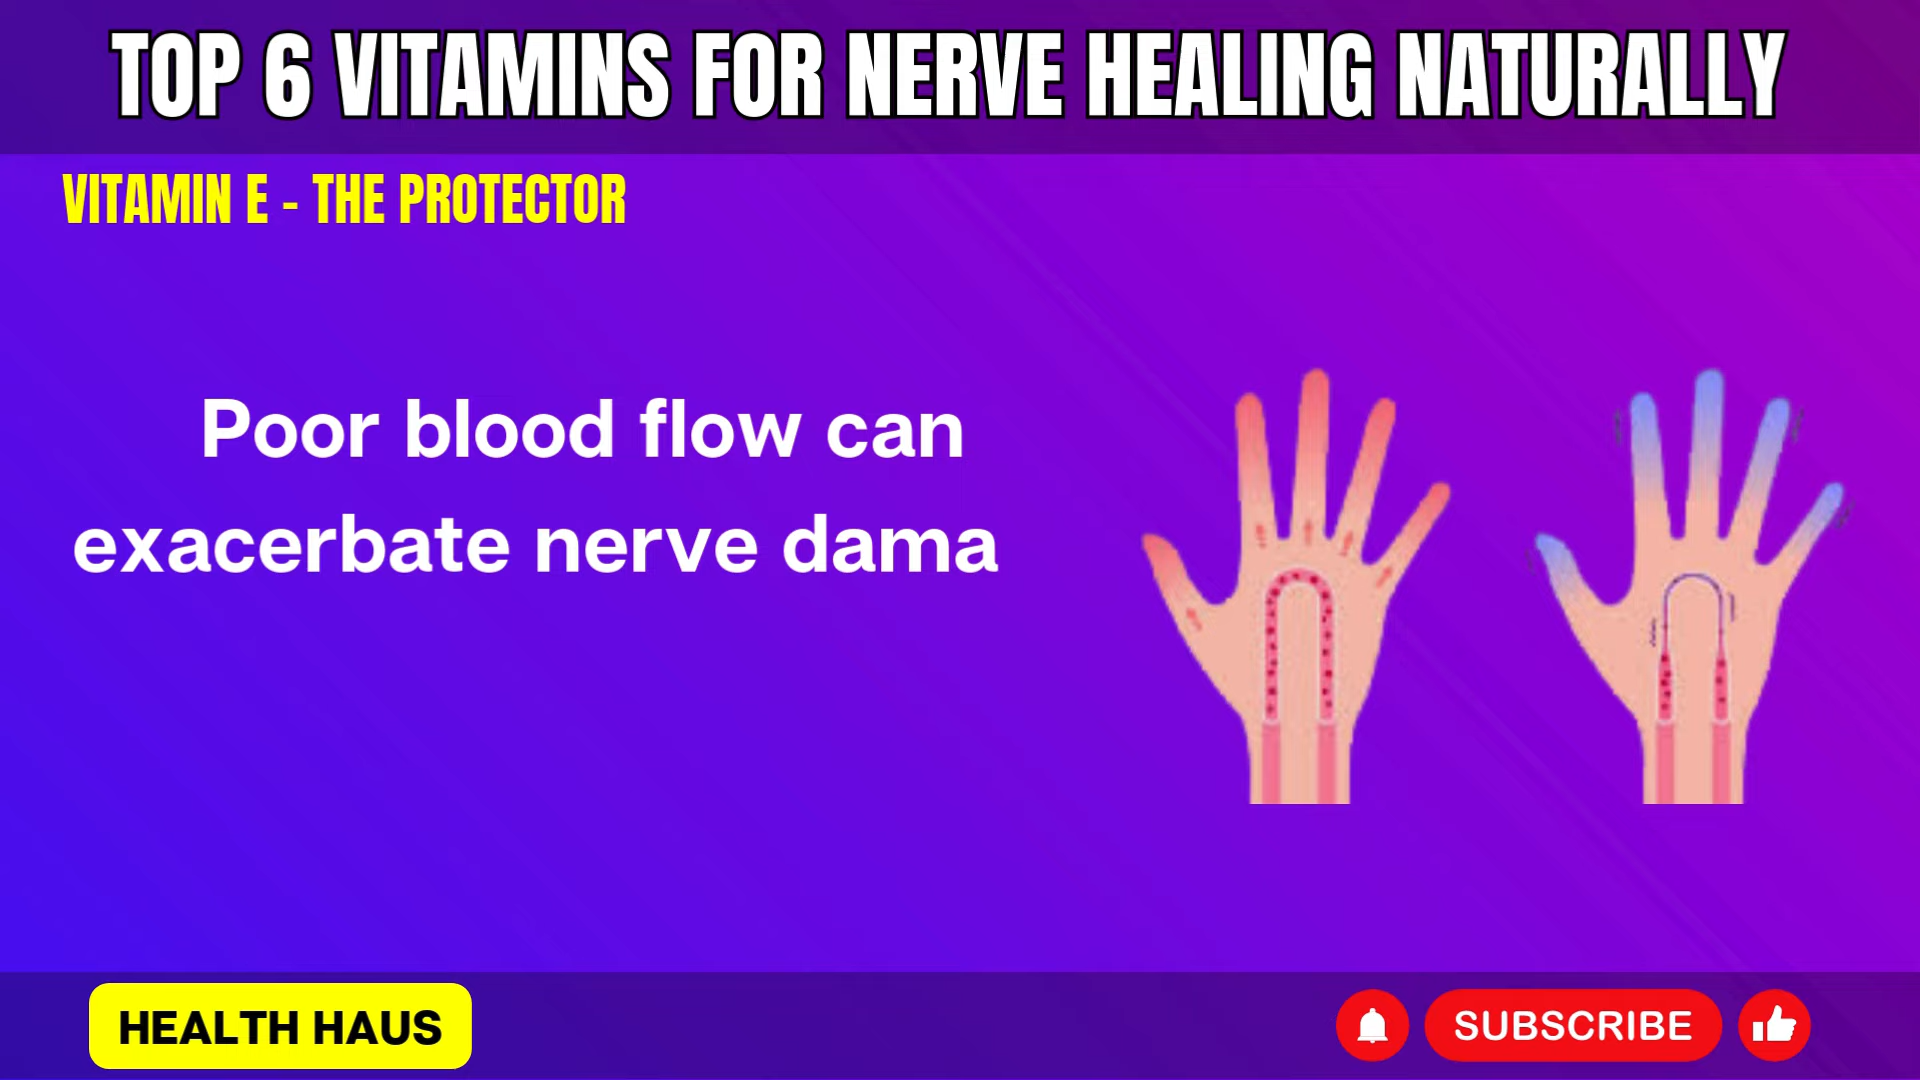 TOP 6 VITAMINS FOR NERVE HEALING NATURALLY
VITAMIN E - THE PROTECTOR
Poor blood flow can
exacerbate nerve dama
HEALTH HAUS
SUBSCRIBE